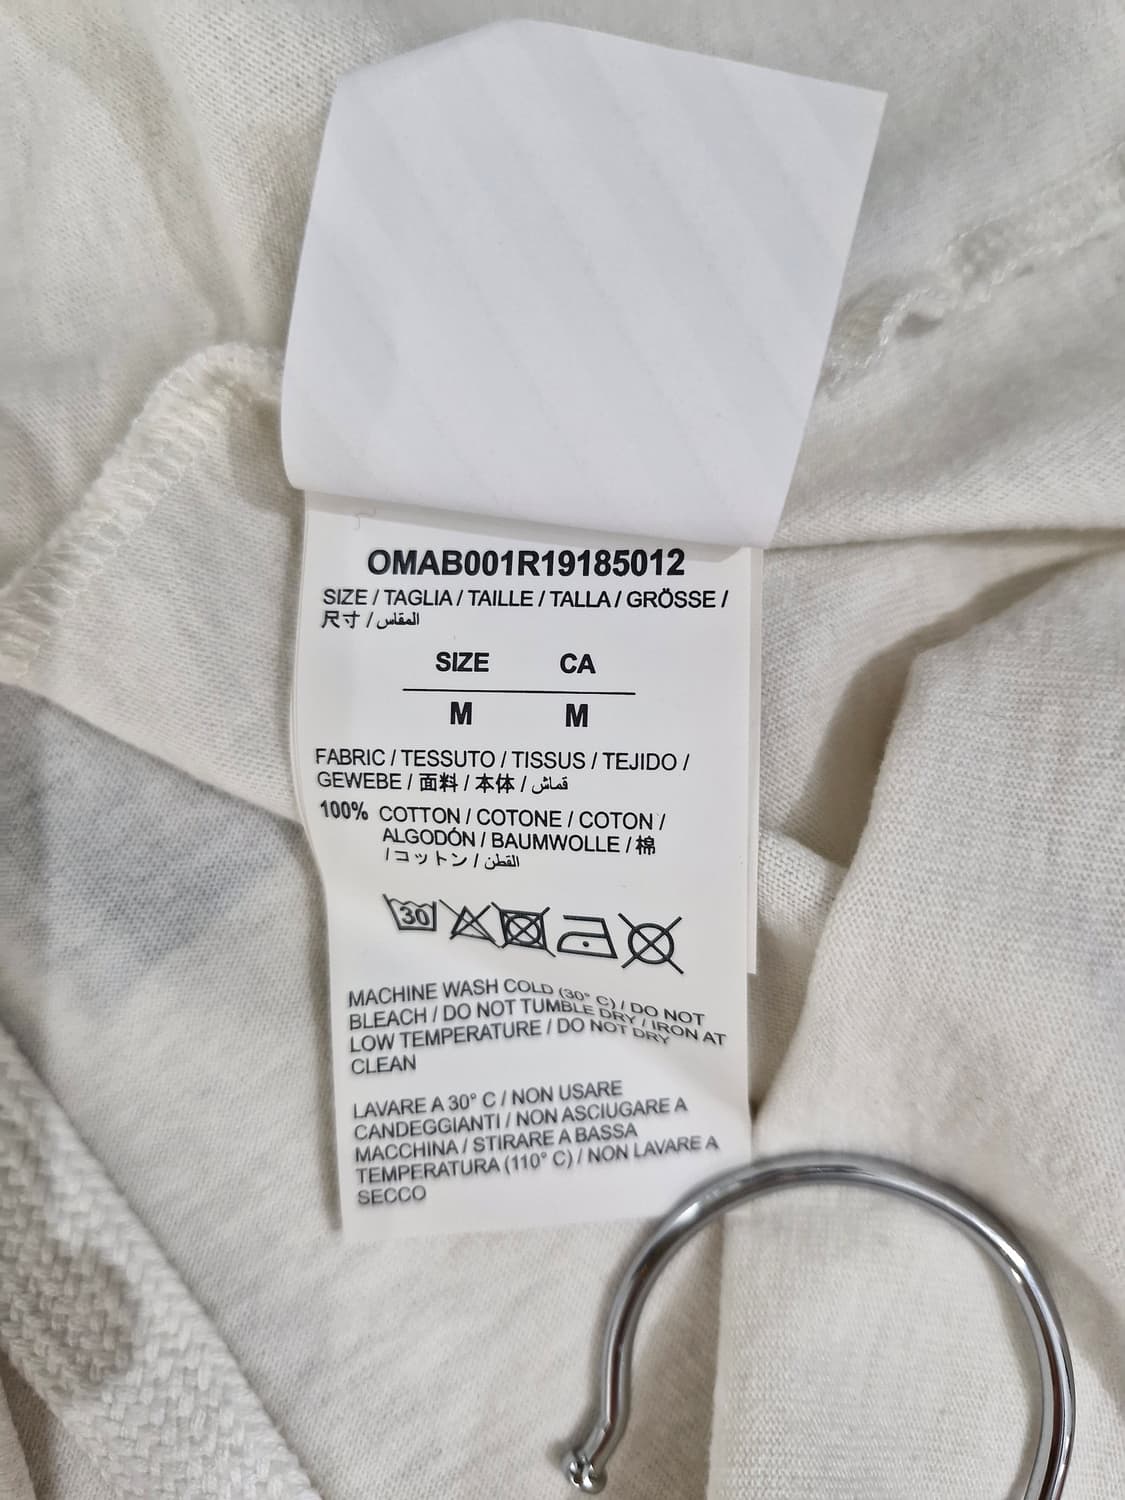 OMAB001R19185012
SIZE / TAGLIA / TAILLE / TALLA / GRÖSSE /
尺寸 / المقاس
SIZE CA
M M
FABRIC / TESSUTO / TISSUS / TEJIDO /
GEWEBE / 面料 / 本体 / قماش
100% COTTON / COTONE / COTON /
ALGODÓN / BAUMWOLLE / 棉
/ コットン / القطن
30
MACHINE WASH COLD (30° C) / DO NOT
BLEACH / DO NOT TUMBLE DRY / IRON AT
LOW TEMPERATURE / DO NOT DRY
CLEAN
LAVARE A 30° C / NON USARE
CANDEGGIANTI / NON ASCIUGARE A
MACCHINA / STIRARE A BASSA
TEMPERATURA (110° C) / NON LAVARE A
SECCO